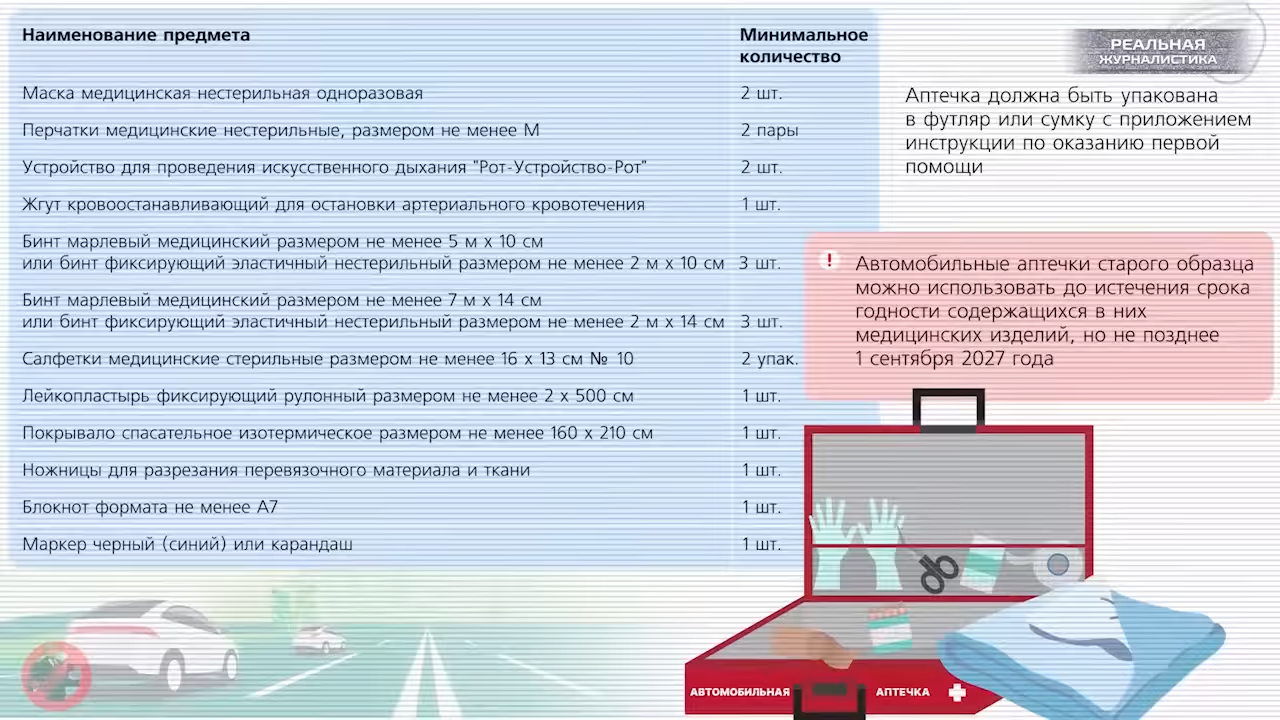 Наименование предмета
Минимальное
количество
РЕАЛЬНАЯ
ЖУРНАЛИСТИКА
Маска медицинская нестерильная одноразовая 2 шт.
Перчатки медицинские нестерильные, размером не менее M 2 пары
Устройство для проведения искусственного дыхания "Рот-Устройство-Рот" 2 шт.
Жгут кровоостанавливающий для остановки артериального кровотечения 1 шт.
Бинт марлевый медицинский размером не менее 5 м х 10 см
или бинт фиксирующий эластичный нестерильный размером не менее 2 м х 10 см 3 шт.
Бинт марлевый медицинский размером не менее 7 м х 14 см
или бинт фиксирующий эластичный нестерильный размером не менее 2 м х 14 см 3 шт.
Салфетки медицинские стерильные размером не менее 16 х 13 см № 10 2 упак.
Лейкопластырь фиксирующий рулонный размером не менее 2 х 500 см 1 шт.
Покрывало спасательное изотермическое размером не менее 160 х 210 см 1 шт.
Ножницы для разрезания перевязочного материала и ткани 1 шт.
Блокнот формата не менее А7 1 шт.
Маркер черный (синий) или карандаш 1 шт.
Аптечка должна быть упакована
в футляр или сумку с приложением
инструкции по оказанию первой
помощи
! Автомобильные аптечки старого образца
можно использовать до истечения срока
годности содержащихся в них
медицинских изделий, но не позднее
1 сентября 2027 года
АВТОМОБИЛЬНАЯ АПТЕЧКА